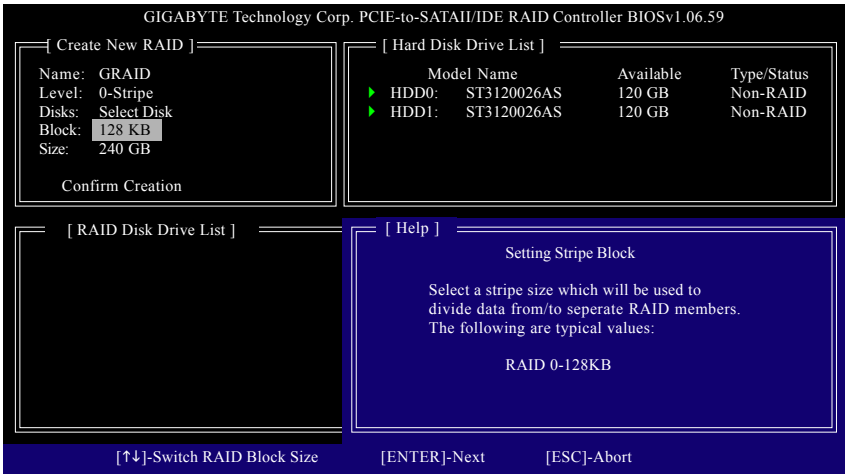 GIGABYTE Technology Corp. PCIE-to-SATAII/IDE RAID Controller BIOSv1.06.59
[ Create New RAID ]
Name: GRAID
Level: 0-Stripe
Disks: Select Disk
Block: 128 KB
Size: 240 GB
Confirm Creation
[ Hard Disk Drive List ]
Model Name Available Type/Status
HDD0: ST3120026AS 120 GB Non-RAID
HDD1: ST3120026AS 120 GB Non-RAID
[ RAID Disk Drive List ]
[ Help ]
Setting Stripe Block
Select a stripe size which will be used to
divide data from/to seperate RAID members.
The following are typical values:
RAID 0-128KB
[↑↓]-Switch RAID Block Size [ENTER]-Next [ESC]-Abort